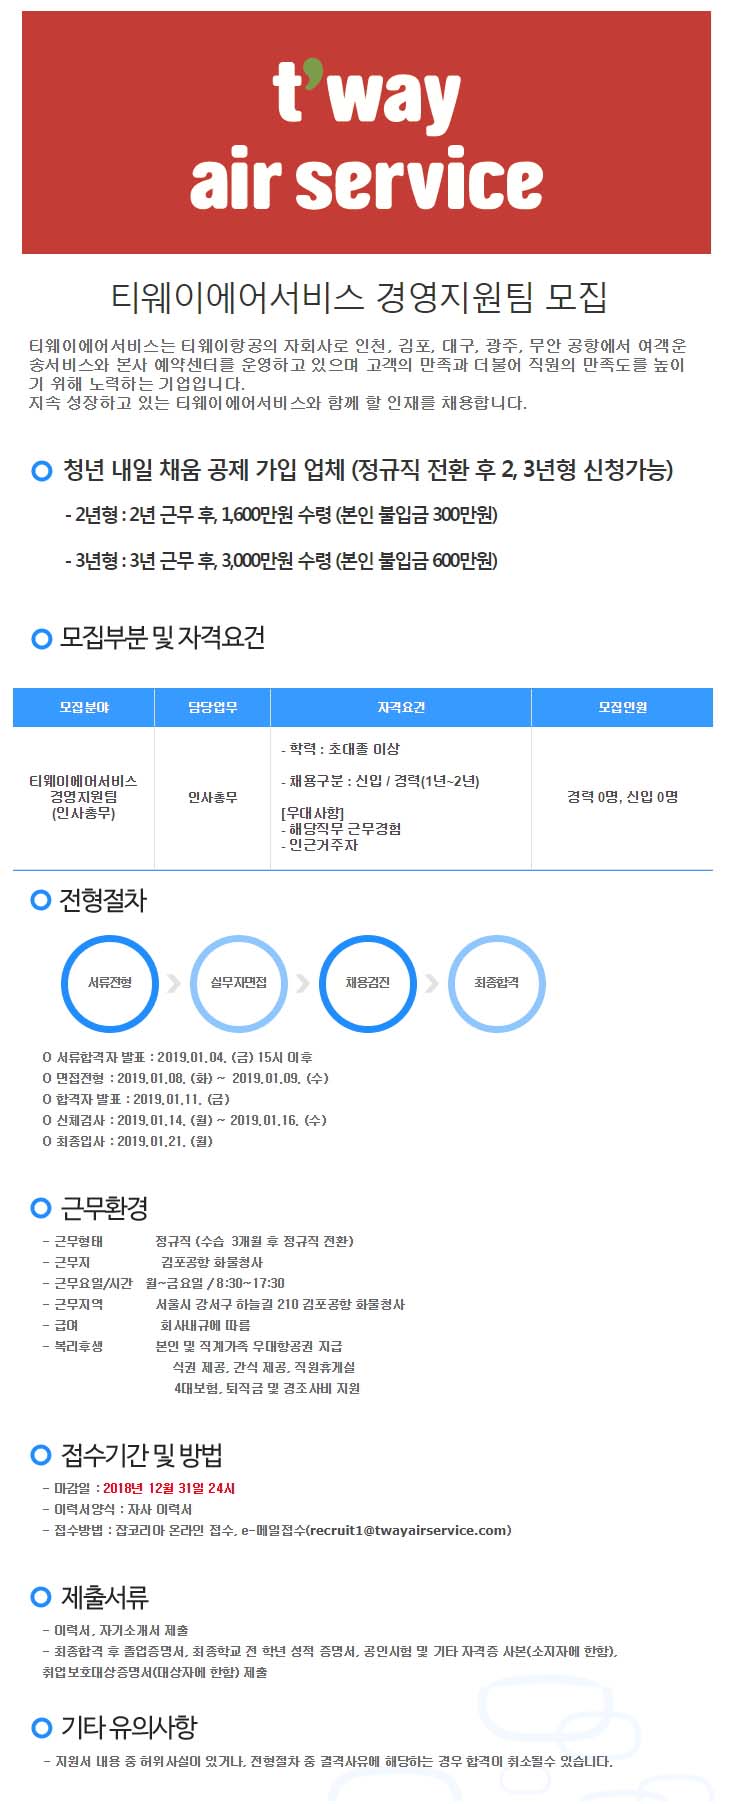 t'way
air service
티웨이에어서비스 경영지원팀 모집
티웨이에어서비스는 티웨이항공의 자회사로 인천, 김포, 대구, 광주, 무안 공항에서 여객운
송서비스와 본사 예약센터를 운영하고 있으며 고객의 만족과 더불어 직원의 만족도를 높이
기 위해 노력하는 기업입니다.
지속 성장하고 있는 티웨이에어서비스와 함께 할 인재를 채용합니다.
청년 내일 채움 공제 가입 업체 (정규직 전환 후 2, 3년형 신청가능)
- 2년형 : 2년 근무 후, 1,600만원 수령 (본인 불입금 300만원)
- 3년형 : 3년 근무 후, 3,000만원 수령 (본인 불입금 600만원)
모집부분 및 자격요건
모집분야 담당업무 자격요건 모집인원
티웨이에어서비스
경영지원팀
(인사총무)
인사총무
- 학력 : 초대졸 이상
- 채용구분 : 신입 / 경력(1년~2년)
[우대사항]
- 해당직무 근무경험
- 인근거주자
경력 0명, 신입 0명
전형절차
서류전형 실무자면접 채용검진 최종합격
O 서류합격자 발표 : 2019.01.04. (금) 15시 이후
O 면접전형 : 2019.01.08. (화) ~ 2019.01.09. (수)
O 합격자 발표 : 2019.01.11. (금)
O 신체검사 : 2019.01.14. (월) ~ 2019.01.16. (수)
O 최종입사 : 2019.01.21. (월)
근무환경
- 근무형태 정규직 (수습 3개월 후 정규직 전환)
- 근무지 김포공항 화물청사
- 근무요일/시간 월~금요일 / 8:30~17:30
- 근무지역 서울시 강서구 하늘길 210 김포공항 화물청사
- 급여 회사내규에 따름
- 복리후생 본인 및 직계가족 우대항공권 지급
식권 제공, 간식 제공, 직원휴게실
4대보험, 퇴직금 및 경조사비 지원
접수기간 및 방법
- 마감일 : 2018년 12월 31일 24시
- 이력서양식 : 자사 이력서
- 접수방법 : 잡코리아 온라인 접수, e-메일접수(recruit1@twayairservice.com)
제출서류
- 이력서, 자기소개서 제출
- 최종합격 후 졸업증명서, 최종학교 전 학년 성적 증명서, 공인시험 및 기타 자격증 사본(소지자에 한함),
취업보호대상증명서(대상자에 한함) 제출
기타 유의사항
- 지원서 내용 중 허위사실이 있거나, 전형절차 중 결격사유에 해당하는 경우 합격이 취소될수 있습니다.